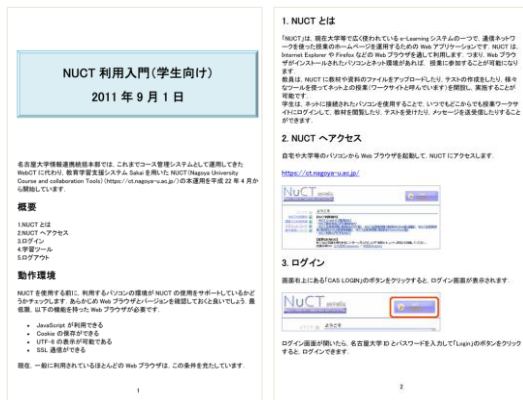 NUCT 利用入門(学生向け)
2011 年 9 月 1 日
名古屋大学情報連携統括本部では、これまでコース管理システムとして運用してきた
WebCT に代わり、教育学習支援システム Sakai を用いた NUCT(Nagoya University
Course and collaboration Tools)(https://ct.nagoya-u.ac.jp/)の本運用を平成 22 年 4 月か
ら開始しています.
概要
1.NUCT とは
2.NUCT へアクセス
3.ログイン
4.学習ツール
5.ログアウト
動作環境
NUCT を使用する前に、利用するパソコンの環境が NUCT の使用をサポートしているかど
うかチェックします. あらかじめ Web ブラウザとバージョンを確認しておくと良いでしょう. 最
低限、以下の機能を持った Web ブラウザが必要です.
• JavaScript が利用できる
• Cookie の保存ができる
• UTF-8 の表示が可能である
• SSL 通信ができる
現在、一般に利用されているほとんどの Web ブラウザは、この条件を充たしています.
1
1. NUCT とは
「NUCT」は、現在大学等で広く使われている e-Learning システムの一つで、通信ネットワ
ークを使った授業のホームページを運用するための Web アプリケーションです. NUCT は、
Internet Explorer や Firefox などの Web ブラウザを通して利用します. つまり、Web ブラウ
ザがインストールされたパソコンとネット環境があれば、授業に参加することが可能になり
ます.
教員は、NUCT に教材や資料のファイルをアップロードしたり、テストの作成をしたり、様々
なツールを使ってネット上の授業(ワークサイトと呼んでいます)を開設し、実施することが
可能です.
学生は、ネットに接続されたパソコンを使用することで、いつでもどこからでも授業ワークサ
イトにログインして、教材を閲覧したり、テストを受けたり、メッセージを送受信したりすること
ができます.
2. NUCT へアクセス
自宅や大学等のパソコンから Web ブラウザを起動して、NUCT にアクセスします.
https://ct.nagoya-u.ac.jp/
NUCT
ようこそ
3. ログイン
画面右上にある「CAS LOGIN」のボタンをクリックすると、ログイン画面が表示されます.
NUCT
ようこそ
ログイン画面が開いたら、名古屋大学 ID とパスワードを入力して「Login」のボタンをクリック
すると、ログインできます.
2